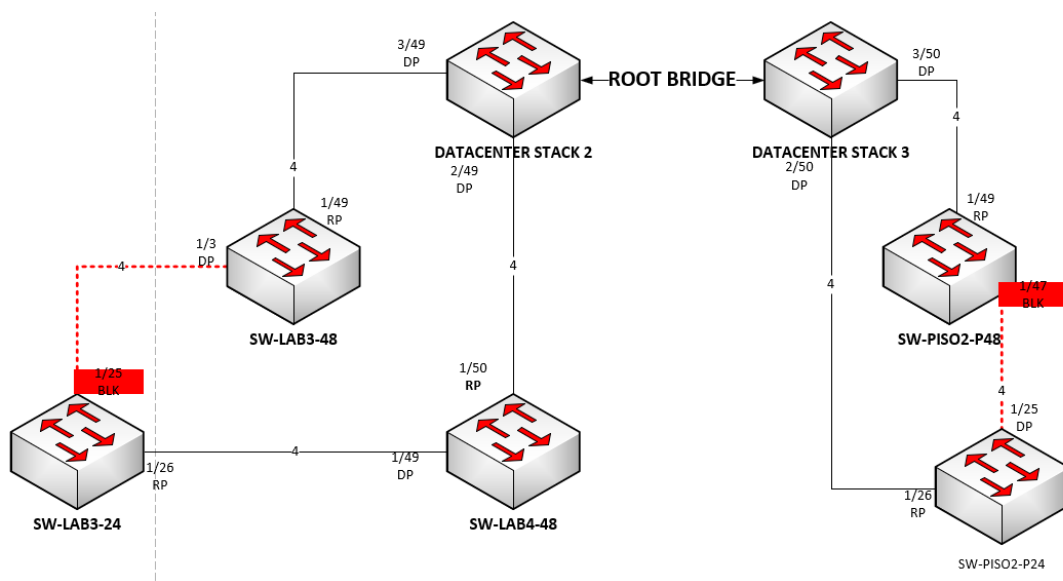 3/49
DP
ROOT BRIDGE
3/50
DP
DATACENTER STACK 2
DATACENTER STACK 3
2/49
DP
2/50
DP
4
4
1/49
RP
1/49
RP
1/3
DP
4
4
4
1/47
BLK
SW-LAB3-48
SW-PISO2-P48
1/25
BLK
1/50
RP
4
1/25
DP
4
1/26
RP
1/49
DP
1/26
RP
SW-LAB3-24
SW-LAB4-48
SW-PISO2-P24